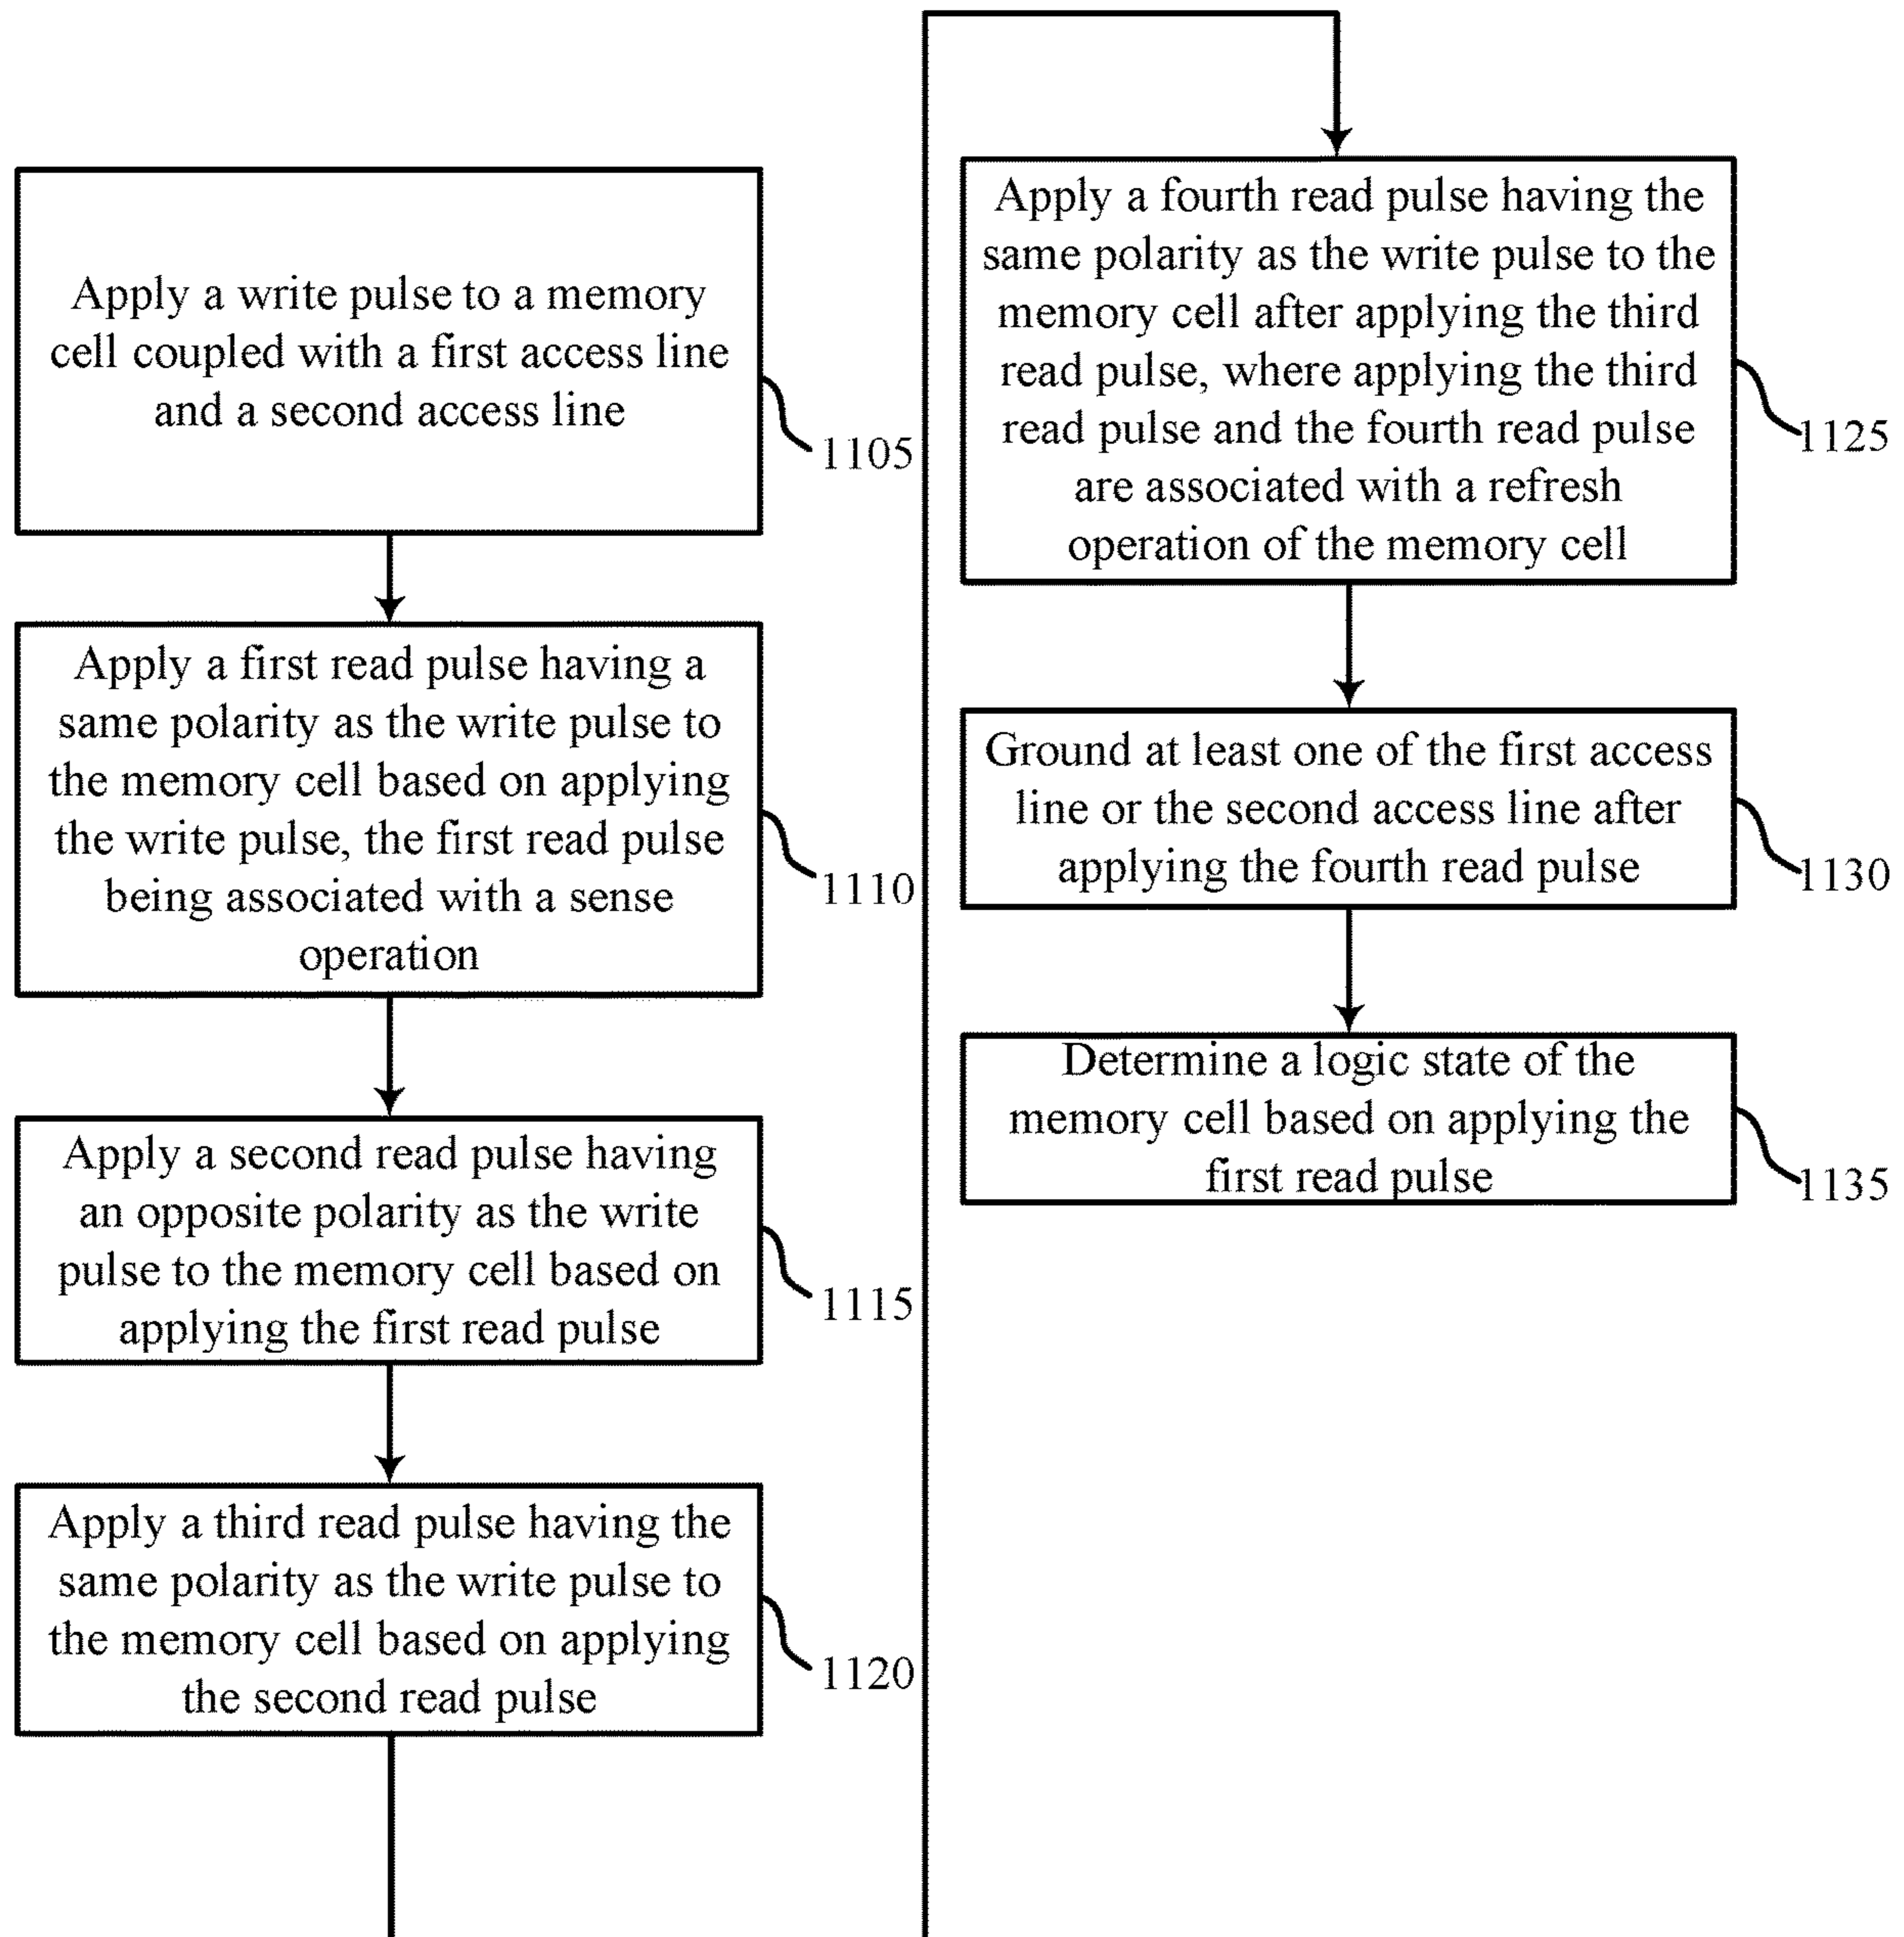 Apply a write pulse to a memory
cell coupled with a first access line
and a second access line
1105
Apply a first read pulse having a
same polarity as the write pulse to
the memory cell based on applying
the write pulse, the first read pulse
being associated with a sense
operation
1110
Apply a second read pulse having
an opposite polarity as the write
pulse to the memory cell based on
applying the first read pulse
1115
Apply a third read pulse having the
same polarity as the write pulse to
the memory cell based on applying
the second read pulse
1120
Apply a fourth read pulse having the
same polarity as the write pulse to the
memory cell after applying the third
read pulse, where applying the third
read pulse and the fourth read pulse
are associated with a refresh
operation of the memory cell
1125
Ground at least one of the first access
line or the second access line after
applying the fourth read pulse
1130
Determine a logic state of the
memory cell based on applying the
first read pulse
1135